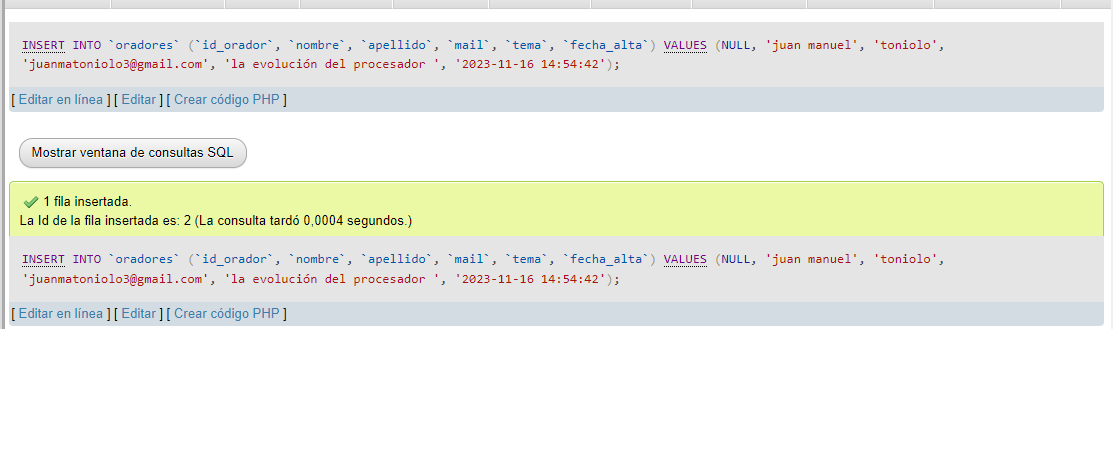 INSERT INTO `oradores` (`id_orador`, `nombre`, `apellido`, `mail`, `tema`, `fecha_alta`) VALUES (NULL, 'juan manuel', 'toniolo',
'juanmatoniolo3@gmail.com', 'la evolución del procesador ', '2023-11-16 14:54:42');
[ Editar en línea ] [ Editar ] [ Crear código PHP ]
Mostrar ventana de consultas SQL
1 fila insertada.
La Id de la fila insertada es: 2 (La consulta tardó 0,0004 segundos.)
INSERT INTO `oradores` (`id_orador`, `nombre`, `apellido`, `mail`, `tema`, `fecha_alta`) VALUES (NULL, 'juan manuel', 'toniolo',
'juanmatoniolo3@gmail.com', 'la evolución del procesador ', '2023-11-16 14:54:42');
[ Editar en línea ] [ Editar ] [ Crear código PHP ]